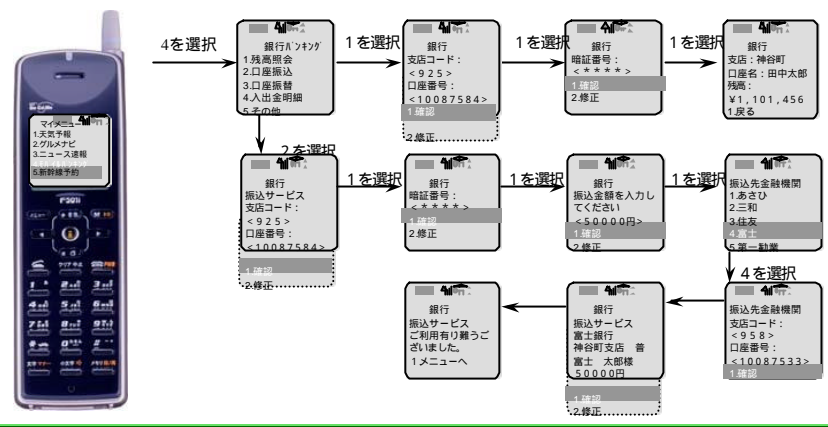 マイメニュー
1.天気予報
2.グルメナビ
3.ニュース速報
4.モバイルバンキング
5.新幹線予約
F501i
4を選択
銀行バンキング
1.残高照会
2.口座振込
3.口座振替
4.入出金明細
5.その他
1を選択
銀行
支店コード:
<925>
口座番号:
<10087584>
1.確認
2.修正
1を選択
銀行
暗証番号:
<****>
1.確認
2.修正
1を選択
銀行
支店:神谷町
口座名:田中太郎
残高:
¥1,101,456
1.戻る
2を選択
銀行
振込サービス
支店コード:
<925>
口座番号:
<10087584>
1.確認
2.修正
1を選択
銀行
暗証番号:
<****>
1.確認
2.修正
1を選択
銀行
振込金額を入力し
てください
<50000円>
1.確認
2.修正
1を選択
振込先金融機関
1.あさひ
2.三和
3.住友
4.富士
5.第一勧業
4を選択
振込先金融機関
支店コード:
<958>
口座番号:
<10087533>
1.確認
銀行
振込サービス
富士銀行
神谷町支店 普
富士 太郎様
50000円
1.確認
2.修正
銀行
振込サービス
ご利用有り難うご
ざいました。
1メニューへ